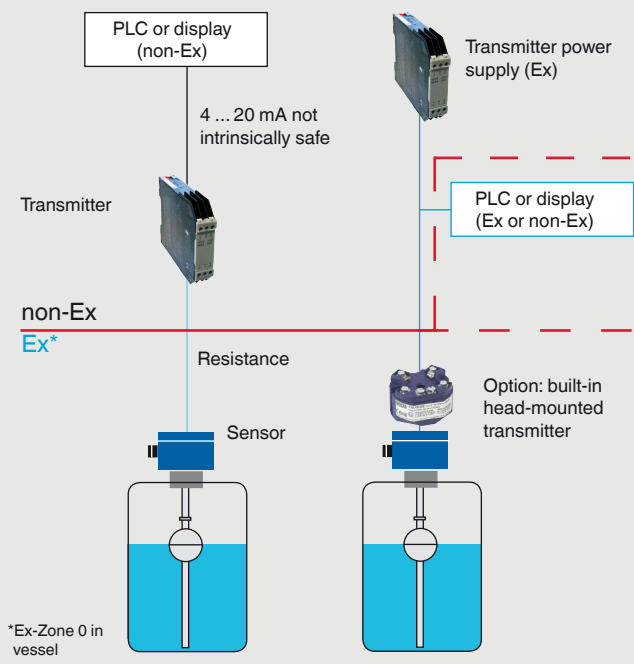 PLC or display
(non-Ex)
Transmitter power
supply (Ex)
4 ... 20 mA not
intrinsically safe
Transmitter
PLC or display
(Ex or non-Ex)
non-Ex
Ex*
Resistance
Option: built-in
head-mounted
transmitter
Sensor
*Ex-Zone 0 in
vessel